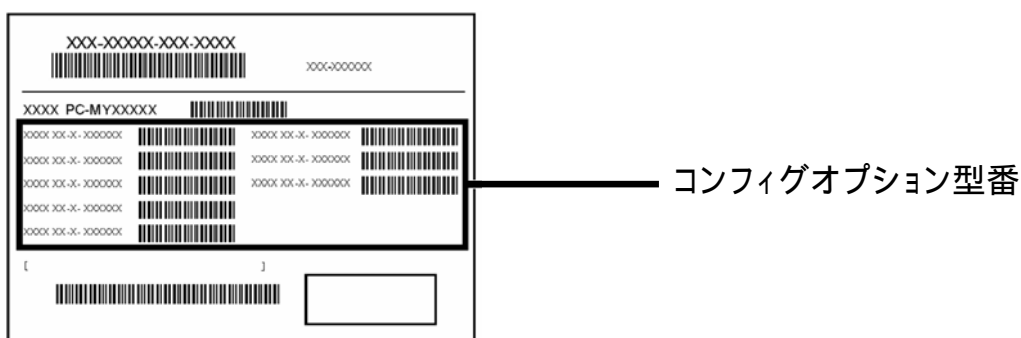 XXX-XXXXX-XXX-XXXX
XXX-XXXXXX
XXXX PC-MYXXXXX
XXXX XX-X- XXXXXX XXXX XX-X- XXXXXX
XXXX XX-X- XXXXXX XXXX XX-X- XXXXXX
XXXX XX-X- XXXXXX XXXX XX-X- XXXXXX
XXXX XX-X- XXXXXX
XXXX XX-X- XXXXXX
コンフィグオプション型番
[ ]